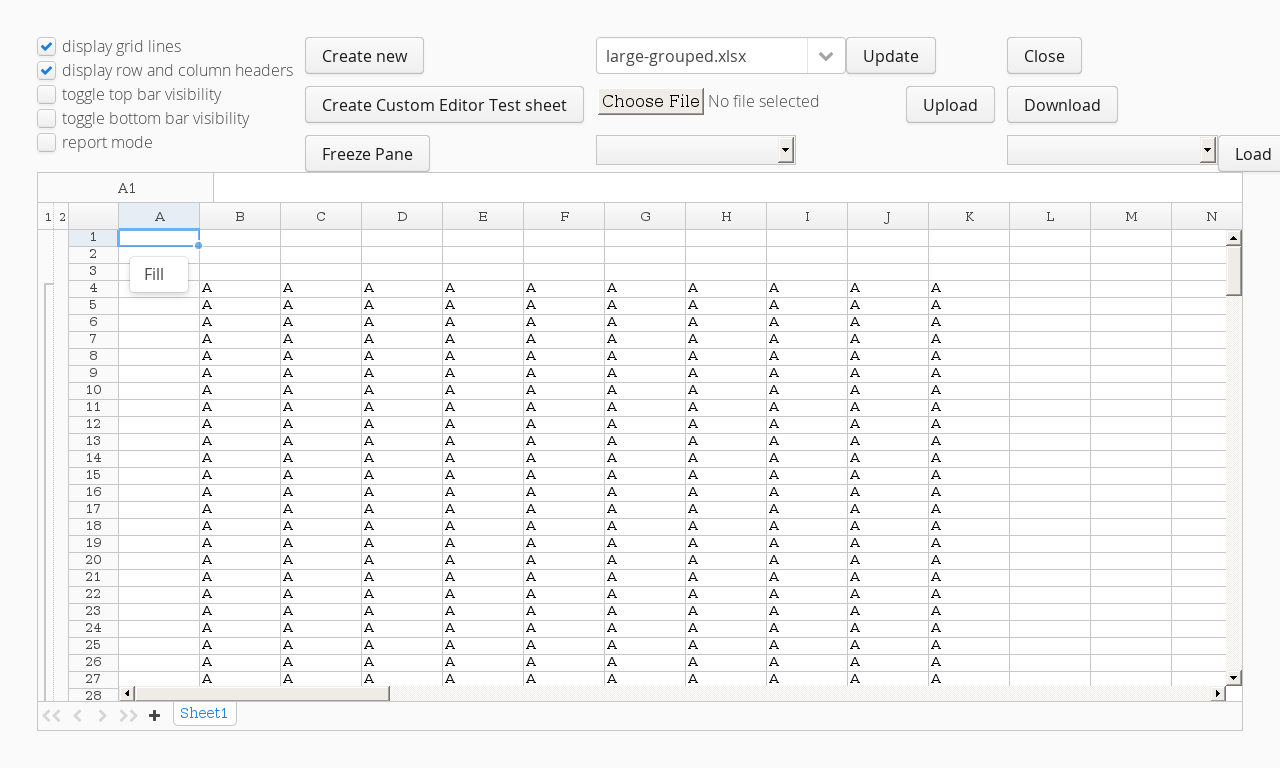 display grid lines
display row and column headers
toggle top bar visibility
toggle bottom bar visibility
report mode
Create new
large-grouped.xlsx
Update
Close
Create Custom Editor Test sheet
Choose File No file selected
Upload
Download
Freeze Pane
Load
A1
1 2 A B C D E F G H I J K L M N
1
2
3
Fill
4 A A A A A A A A A A
5 A A A A A A A A A A
6 A A A A A A A A A A
7 A A A A A A A A A A
8 A A A A A A A A A A
9 A A A A A A A A A A
10 A A A A A A A A A A
11 A A A A A A A A A A
12 A A A A A A A A A A
13 A A A A A A A A A A
14 A A A A A A A A A A
15 A A A A A A A A A A
16 A A A A A A A A A A
17 A A A A A A A A A A
18 A A A A A A A A A A
19 A A A A A A A A A A
20 A A A A A A A A A A
21 A A A A A A A A A A
22 A A A A A A A A A A
23 A A A A A A A A A A
24 A A A A A A A A A A
25 A A A A A A A A A A
26 A A A A A A A A A A
27 A A A A A A A A A A
28
Sheet1